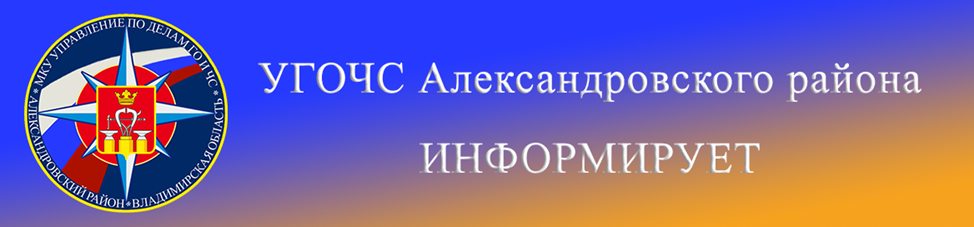 МКУ УПРАВЛЕНИЕ ПО ДЕЛАМ ГО И ЧС
* АЛЕКСАНДРОВСКИЙ РАЙОН * ВЛАДИМИРСКАЯ ОБЛАСТЬ *
УГОЧС Александровского района
ИНФОРМИРУЕТ